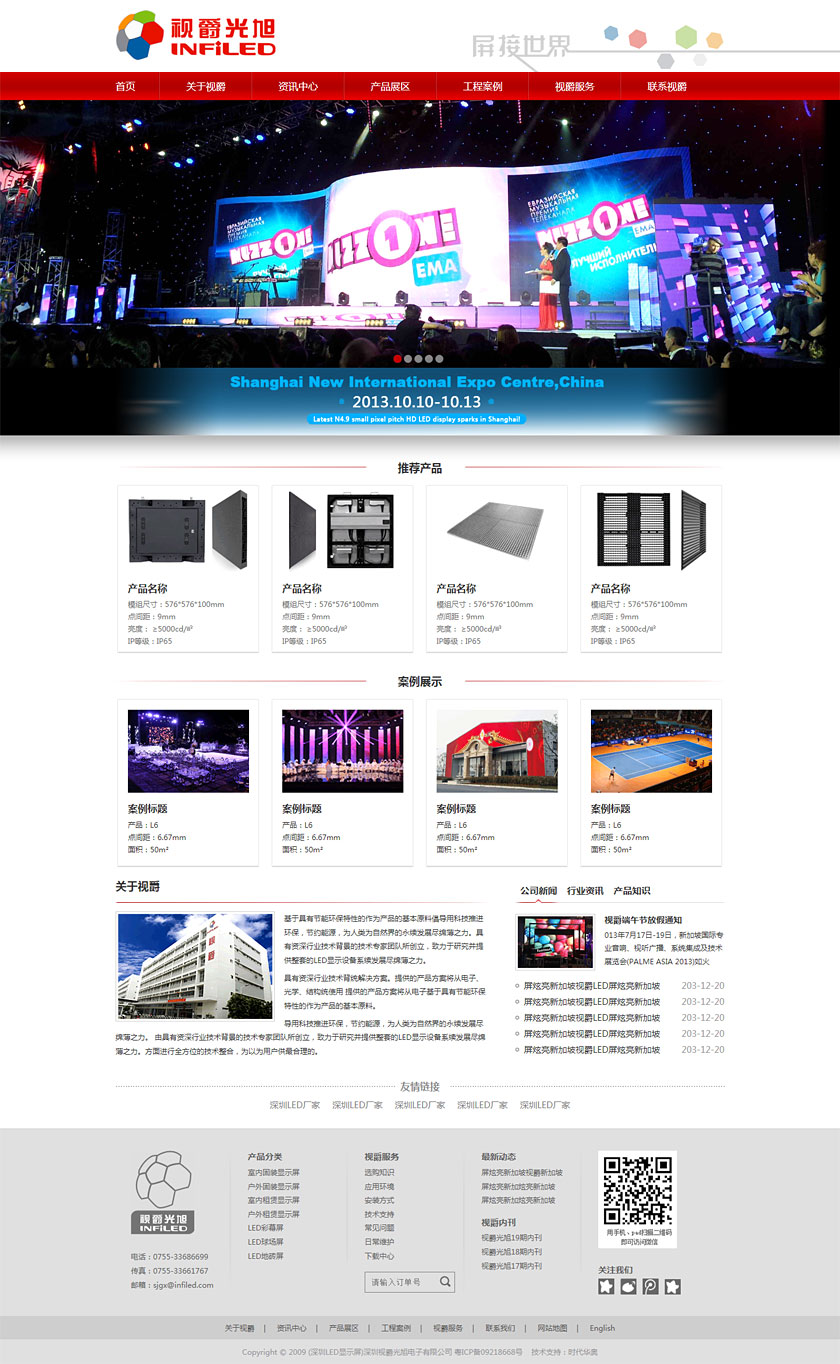 视爵光旭
INFiLED
屏接世界
首页 关于视爵 资讯中心 产品展区 工程案例 视爵服务 联系视爵
ЕВРАЗИЙСКАЯ
МУЗЫКАЛЬНАЯ
ПРЕМИЯ
ТЕЛЕКАНАЛА
MUZZ1ONE
EMA
ЛУЧШИЙ ИСПОЛНИТЕЛЬ
Shanghai New International Expo Centre,China
2013.10.10-10.13
Latest N4.9 small pixel pitch HD LED display sparks in Shanghai!
推荐产品
产品名称 产品名称 产品名称 产品名称
模组尺寸：576*576*100mm 模组尺寸：576*576*100mm 模组尺寸：576*576*100mm 模组尺寸：576*576*100mm
点间距：9mm 点间距：9mm 点间距：9mm 点间距：9mm
亮度： ≥5000cd/㎡ 亮度： ≥5000cd/㎡ 亮度： ≥5000cd/㎡ 亮度： ≥5000cd/㎡
IP等级：IP65 IP等级：IP65 IP等级：IP65 IP等级：IP65
案例展示
案例标题 案例标题 案例标题 案例标题
产品：L6 产品：L6 产品：L6 产品：L6
点间距：6.67mm 点间距：6.67mm 点间距：6.67mm 点间距：6.67mm
面积：50m² 面积：50m² 面积：50m² 面积：50m²
关于视爵
基于具有节能环保特性的作为产品的基本原料倡导用科技推进
环保，节约能源，为人类为自然界的永续发展尽绵薄之力。具
有资深行业技术背景的技术专家团队所创立，致力于研究并提
供整套的LED显示设备系统发展尽绵薄之力。
具有资深行业技术背统解决方案。提供的产品方案将从电子、
光学、结构统使用 提供的产品方案将从电子基于具有节能环保
特性的作为产品的基本原料。
导用科技推进环保，节约能源，为人类为自然界的永续发展尽
绵薄之力。 由具有资深行业技术背景的技术专家团队所创立，致力于研究并提供整套的LED显示设备系统发展尽绵
薄之力。方面进行全方位的技术整合，为以为用户供最合理的。
公司新闻 行业资讯 产品知识
视爵端午节放假通知
013年7月17日-19日，新加坡国际专
业音响、视听广播、系统集成及技术
展览会(PALME ASIA 2013)如火
屏炫亮新加坡视爵LED屏炫亮新加坡 203-12-20
屏炫亮新加坡视爵LED屏炫亮新加坡 203-12-20
屏炫亮新加坡视爵LED屏炫亮新加坡 203-12-20
屏炫亮新加坡视爵LED屏炫亮新加坡 203-12-20
屏炫亮新加坡视爵LED屏炫亮新加坡 203-12-20
友情链接
深圳LED厂家 深圳LED厂家 深圳LED厂家 深圳LED厂家 深圳LED厂家
视爵光旭
INFiLED
电话：0755-33686699
传真：0755-33661767
邮箱：sjgx@infiled.com
产品分类
室内固装显示屏
户外固装显示屏
室内租赁显示屏
户外租赁显示屏
LED彩幕屏
LED球场屏
LED地砖屏
视爵服务
选购知识
应用环境
安装方式
技术支持
常见问题
日常维护
下载中心
请输入订单号
最新动态
屏炫亮新加坡视爵新加坡
屏炫亮新加炫亮新加坡
屏炫亮新加炫亮新加坡
视爵内刊
视爵光旭19期内刊
视爵光旭18期内刊
视爵光旭17期内刊
用手机、pad扫描二维码
即可访问微信
关注我们
关于视爵 | 资讯中心 | 产品展区 | 工程案例 | 视爵服务 | 联系我们 | 网站地图 | English
Copyright © 2009 (深圳LED显示屏)深圳视爵光旭电子有限公司 粤ICP备09218668号 技术支持：时代华奥